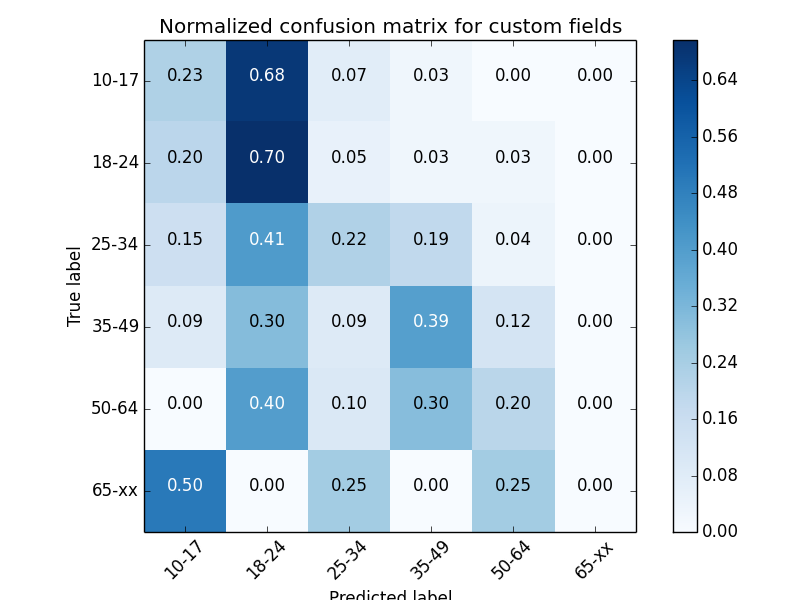 Normalized confusion matrix for custom fields
True label
10-17 0.23 0.68 0.07 0.03 0.00 0.00
18-24 0.20 0.70 0.05 0.03 0.03 0.00
25-34 0.15 0.41 0.22 0.19 0.04 0.00
35-49 0.09 0.30 0.09 0.39 0.12 0.00
50-64 0.00 0.40 0.10 0.30 0.20 0.00
65-xx 0.50 0.00 0.25 0.00 0.25 0.00
10-17 18-24 25-34 35-49 50-64 65-xx
Predicted label
0.64
0.56
0.48
0.40
0.32
0.24
0.16
0.08
0.00